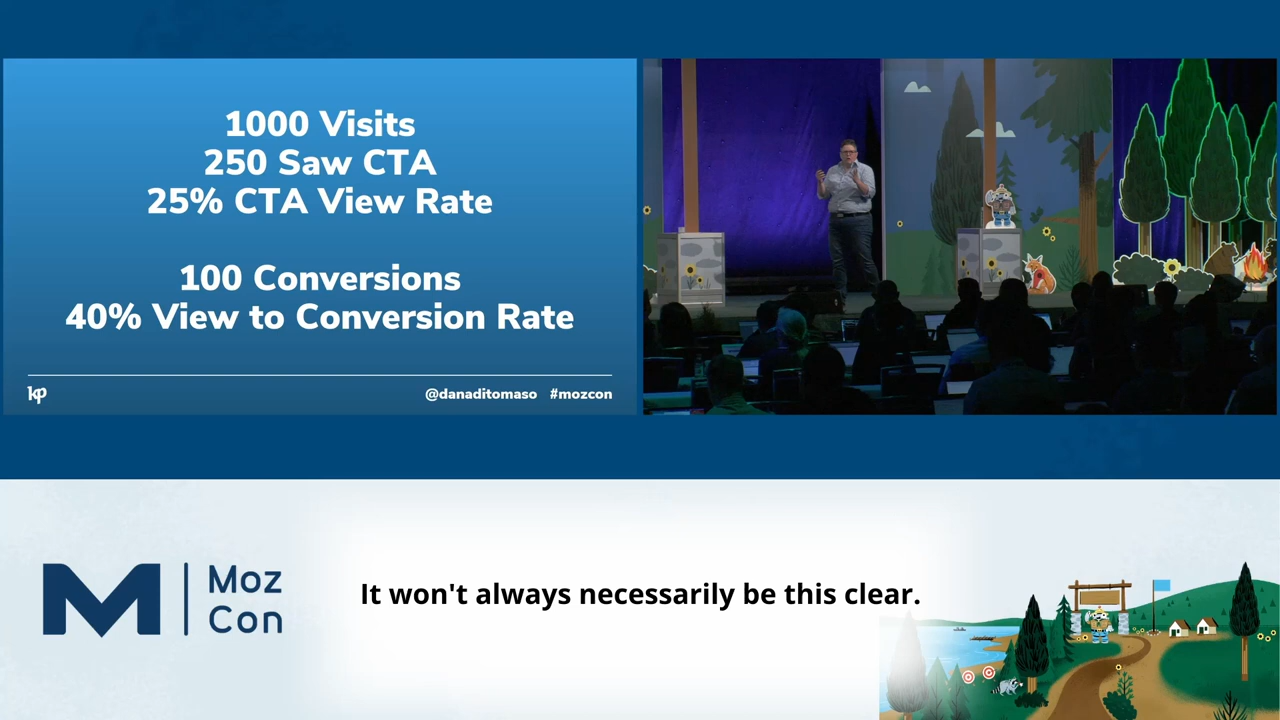 1000 Visits
250 Saw CTA
25% CTA View Rate
100 Conversions
40% View to Conversion Rate
kp
@danaditomaso #mozcon
M
Moz
Con
It won't always necessarily be this clear.